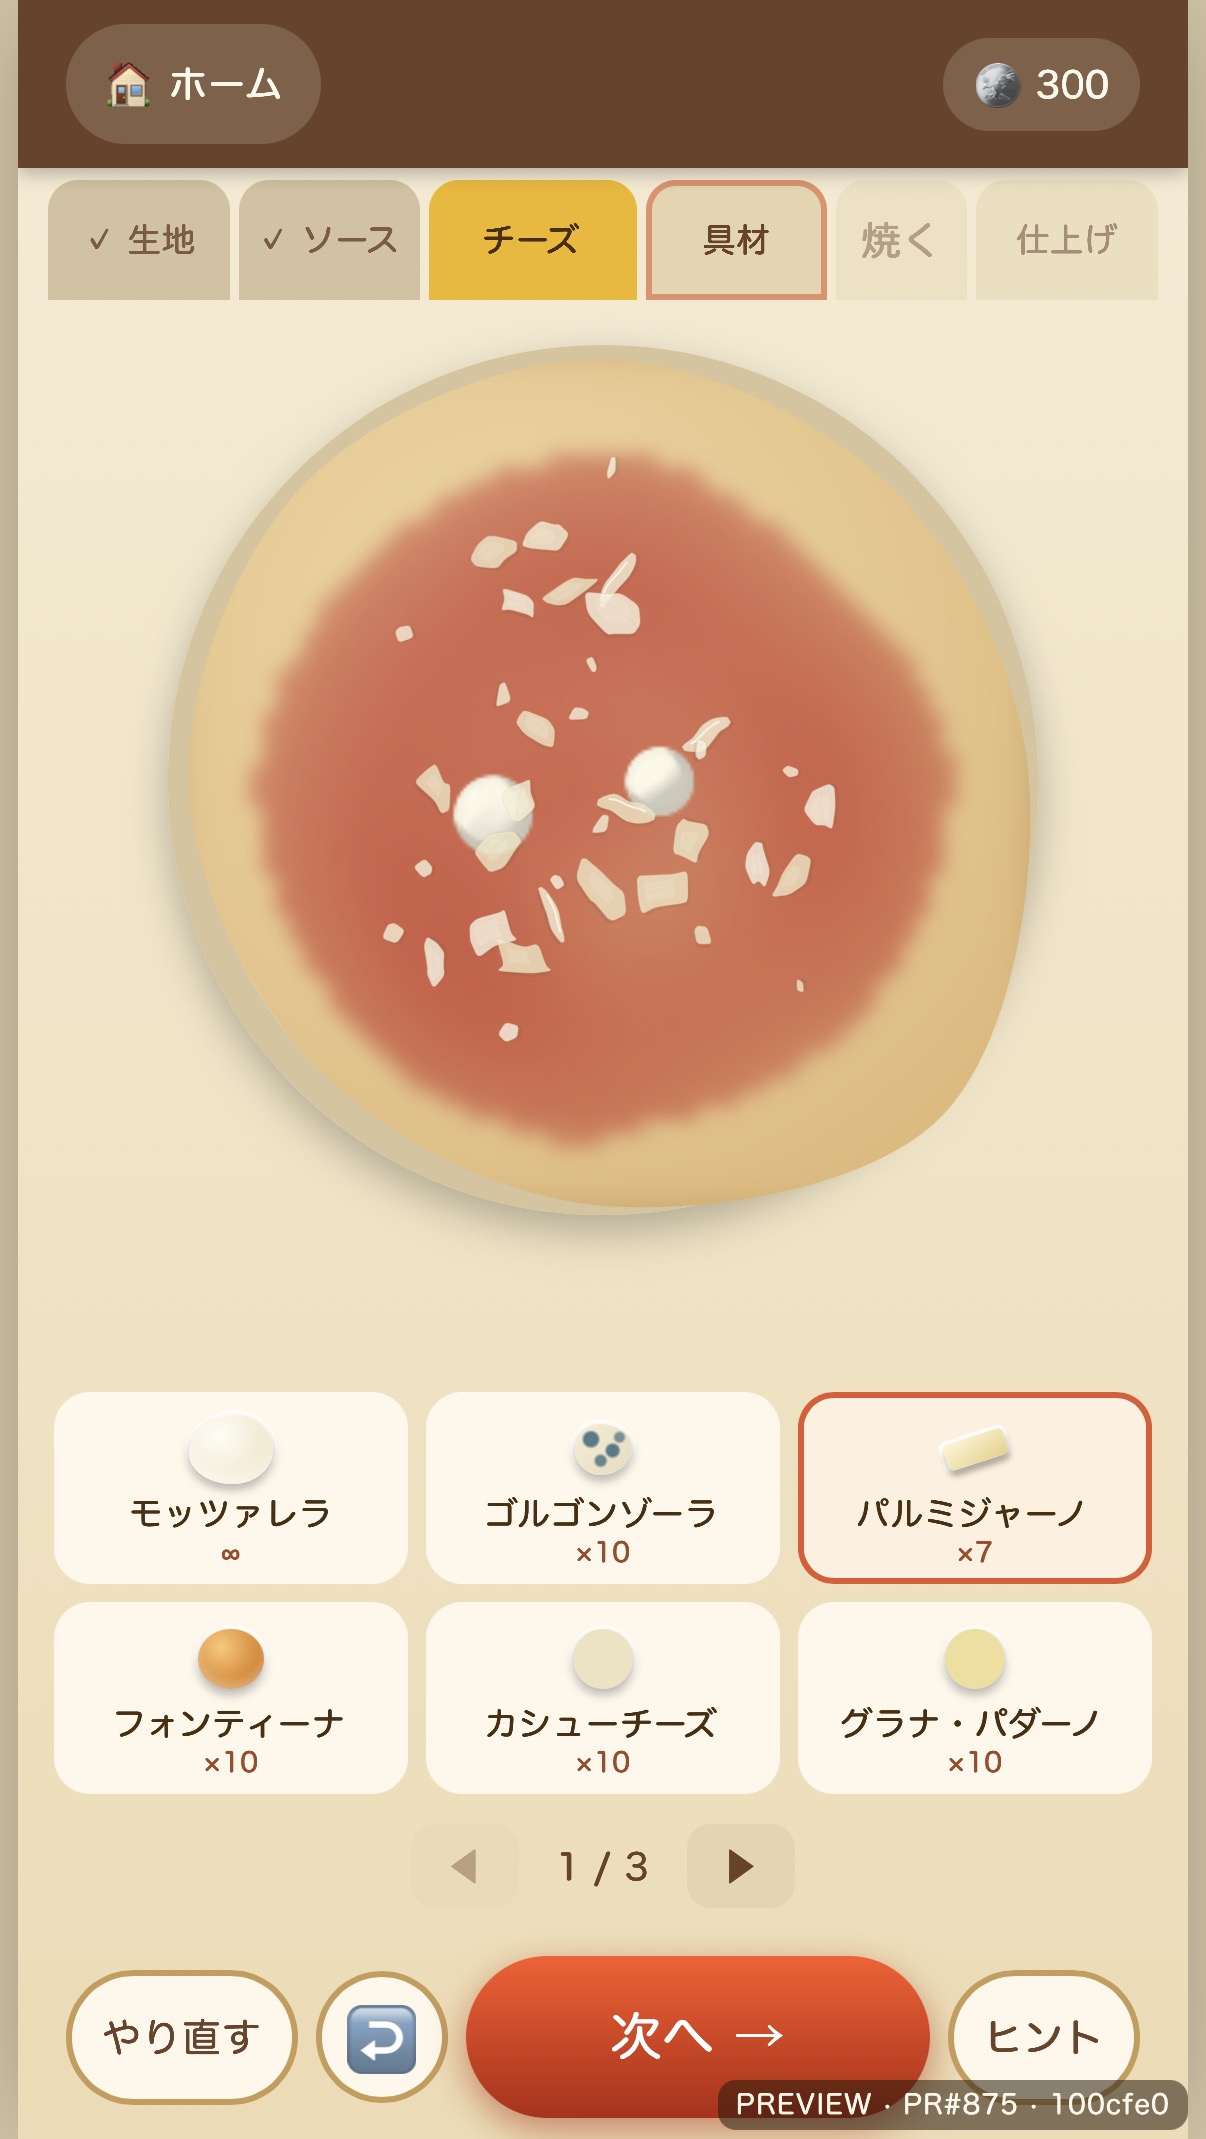 ホーム
300
✓ 生地
✓ ソース
チーズ
具材
焼く
仕上げ
モッツァレラ
∞
ゴルゴンゾーラ
×10
パルミジャーノ
×7
フォンティーナ
×10
カシューチーズ
×10
グラナ・パダーノ
×10
◀ 1 / 3 ▶
やり直す
次へ →
ヒント
PREVIEW · PR#875 · 100cfe0